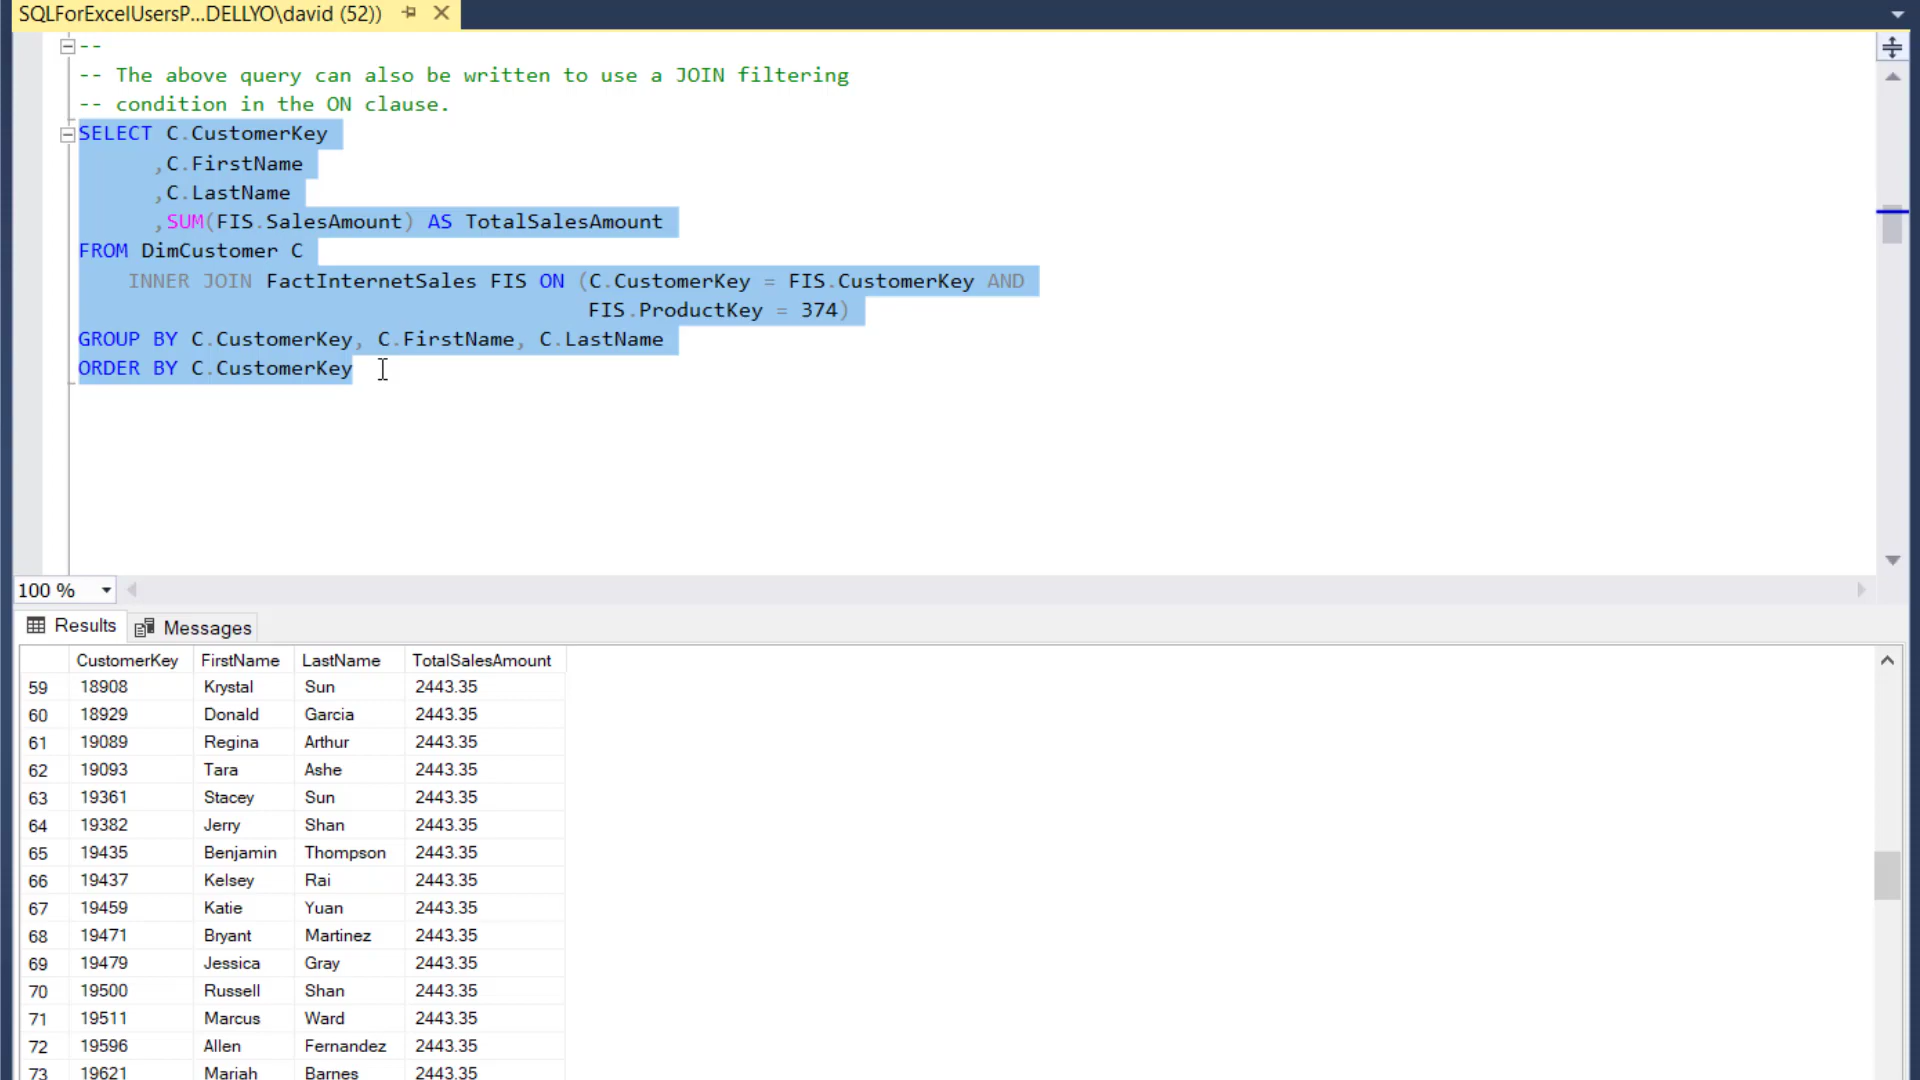 SQLForExcelUsersP...DELLYO\david (52))
--
-- The above query can also be written to use a JOIN filtering
-- condition in the ON clause.
SELECT C.CustomerKey
,C.FirstName
,C.LastName
,SUM(FIS.SalesAmount) AS TotalSalesAmount
FROM DimCustomer C
INNER JOIN FactInternetSales FIS ON (C.CustomerKey = FIS.CustomerKey AND
FIS.ProductKey = 374)
GROUP BY C.CustomerKey, C.FirstName, C.LastName
ORDER BY C.CustomerKey
100 %
Results Messages
CustomerKey FirstName LastName TotalSalesAmount
59 18908 Krystal Sun 2443.35
60 18929 Donald Garcia 2443.35
61 19089 Regina Arthur 2443.35
62 19093 Tara Ashe 2443.35
63 19361 Stacey Sun 2443.35
64 19382 Jerry Shan 2443.35
65 19435 Benjamin Thompson 2443.35
66 19437 Kelsey Rai 2443.35
67 19459 Katie Yuan 2443.35
68 19471 Bryant Martinez 2443.35
69 19479 Jessica Gray 2443.35
70 19500 Russell Shan 2443.35
71 19511 Marcus Ward 2443.35
72 19596 Allen Fernandez 2443.35
73 19621 Mariah Barnes 2443.35